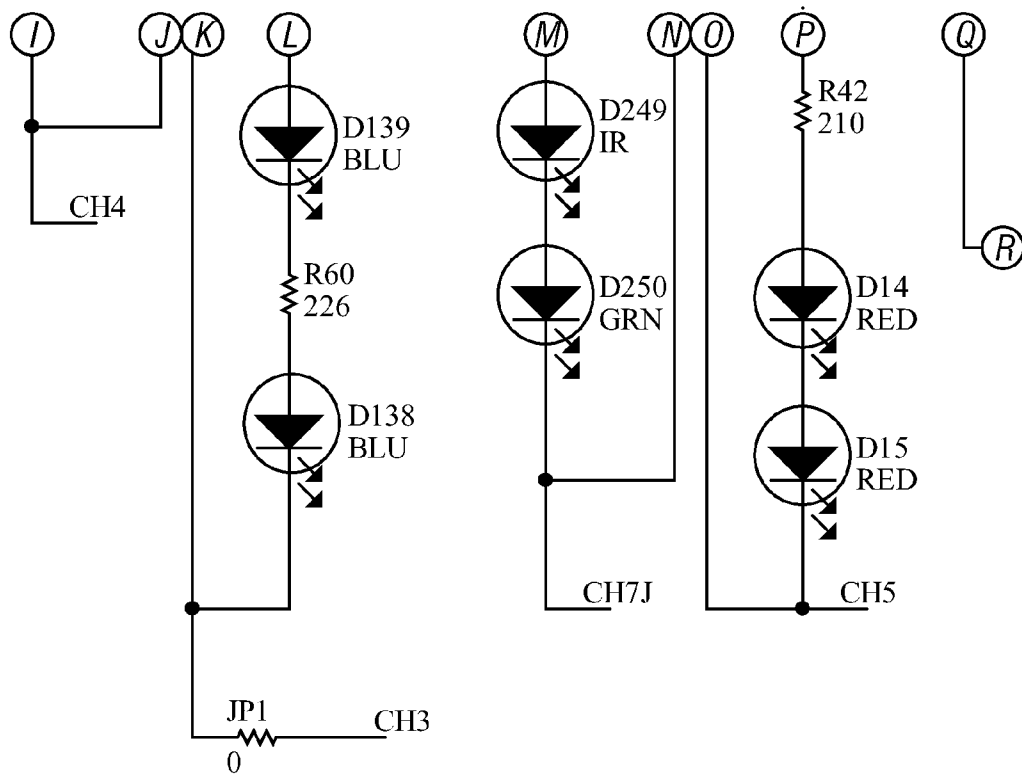 I J K L M N O P Q
R42
210
D249
IR
D139
BLU
CH4
R
R60
226
D250
GRN
D14
RED
D138
BLU
D15
RED
CH7J
CH5
JP1
CH3
0